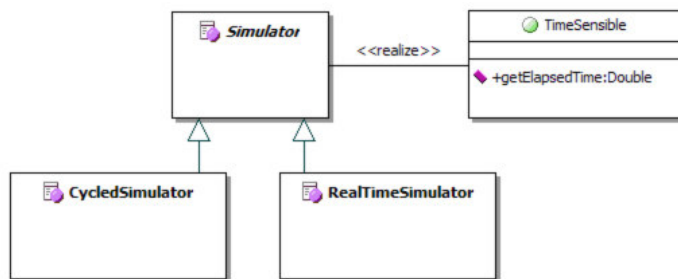 Simulator
<<realize>>
TimeSensible
+getElapsedTime:Double
CycledSimulator
RealTimeSimulator